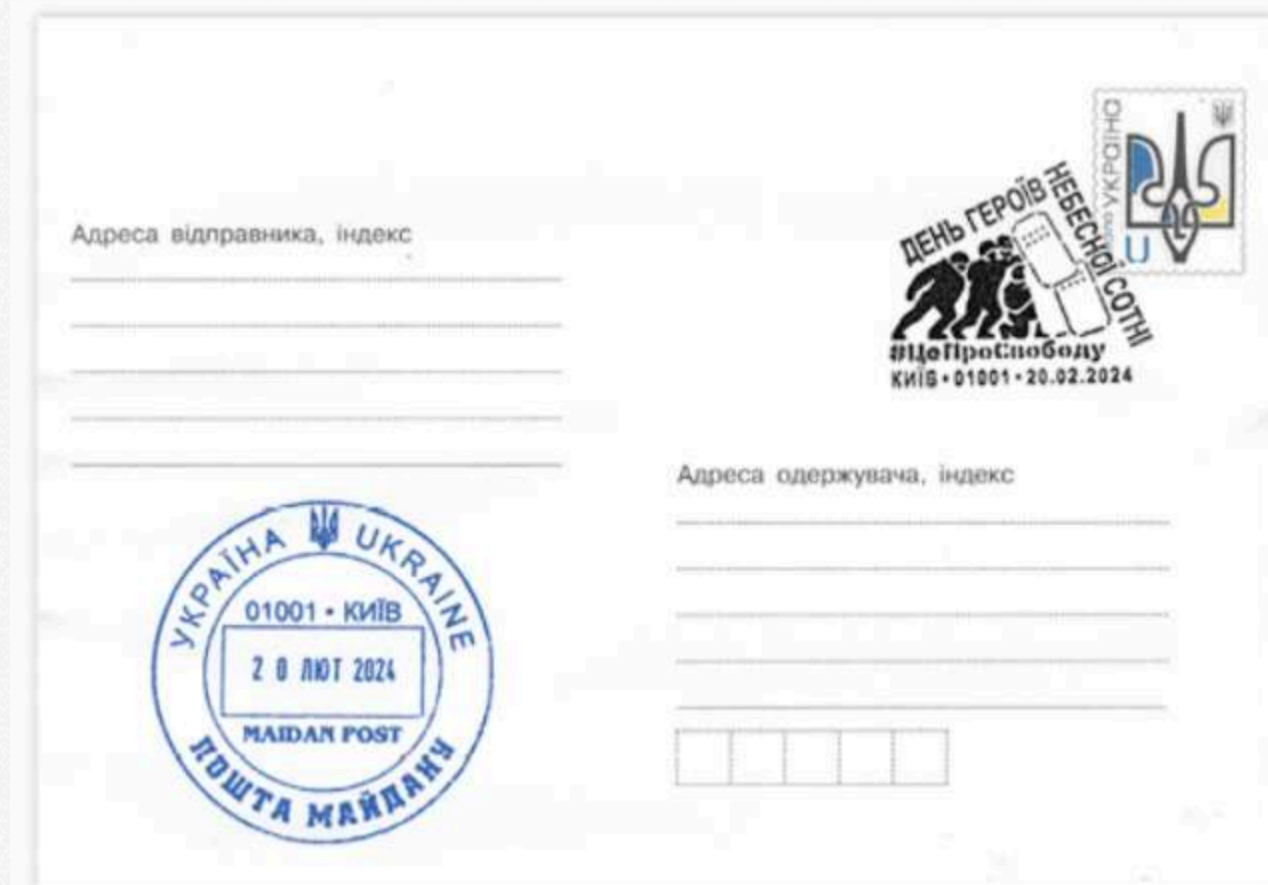 УКРАЇНА
U
ДЕНЬ ГЕРОЇВ НЕБЕСНОЇ СОТНІ
#ЦеПроСвободу
КИЇВ • 01001 • 20.02.2024
Адреса відправника, індекс
Адреса одержувача, індекс
УКРАЇНА UKRAINE
01001 • КИЇВ
20 ЛЮТ 2024
MAIDAN POST
ПОШТА МАЙДАНУ